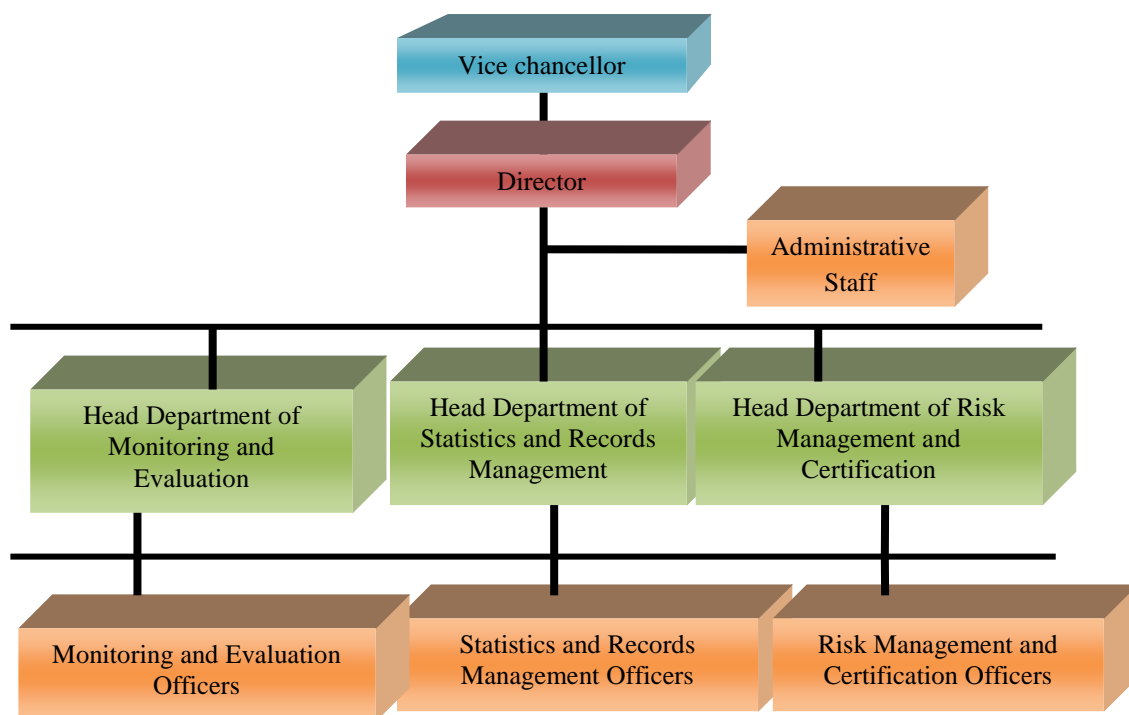 Vice chancellor
Director
Administrative
Staff
Head Department of
Monitoring and
Evaluation
Head Department of
Statistics and Records
Management
Head Department of Risk
Management and
Certification
Monitoring and Evaluation
Officers
Statistics and Records
Management Officers
Risk Management and
Certification Officers